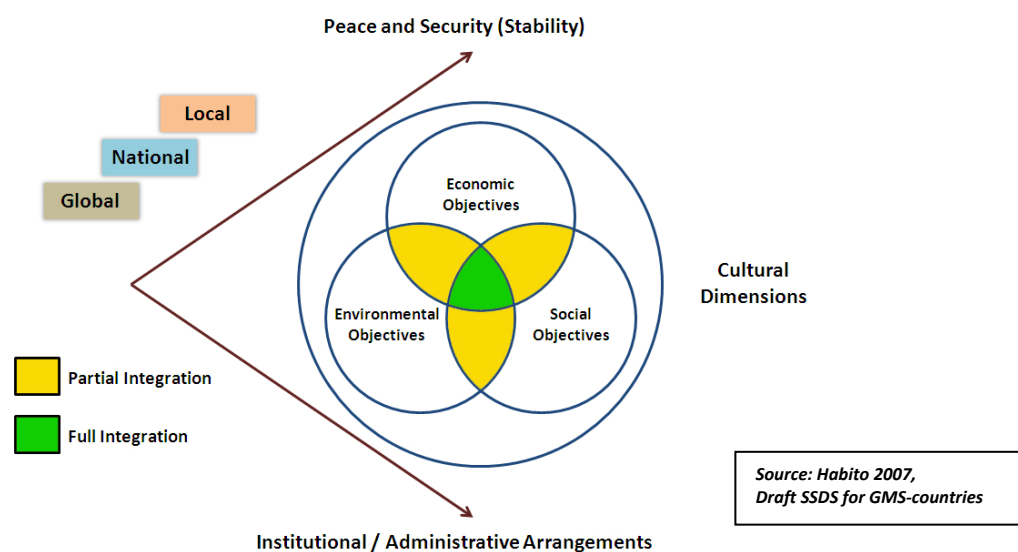 Peace and Security (Stability)
Local
National
Global
Economic
Objectives
Environmental
Objectives
Social
Objectives
Cultural
Dimensions
Partial Integration
Full Integration
Source: Habito 2007,
Draft SSDS for GMS-countries
Institutional / Administrative Arrangements